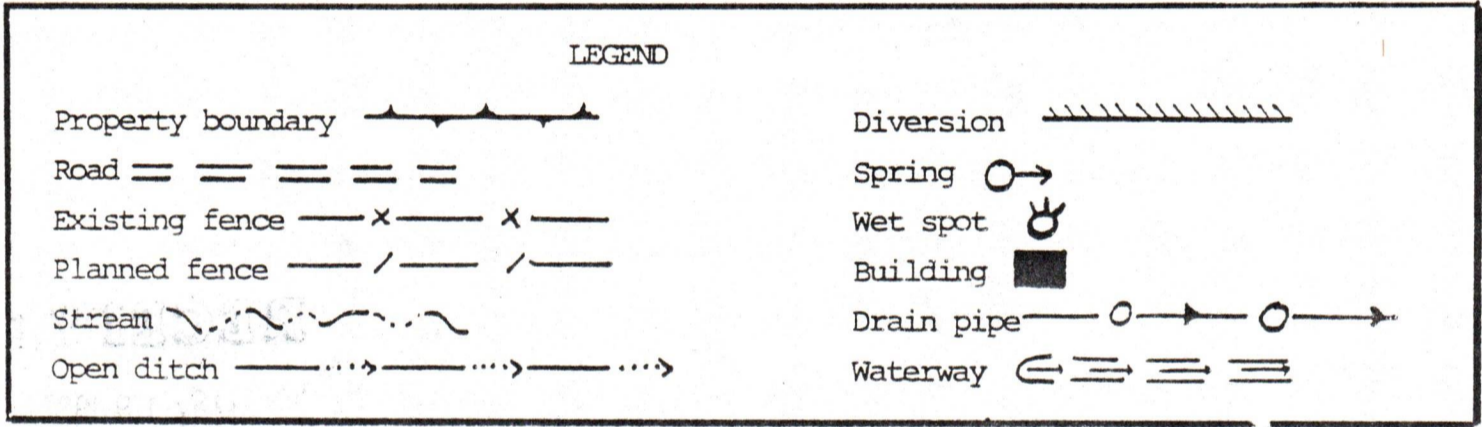 LEGEND
Property boundary
Road
Existing fence
Planned fence
Stream
Open ditch
Diversion
Spring
Wet spot
Building
Drain pipe
Waterway